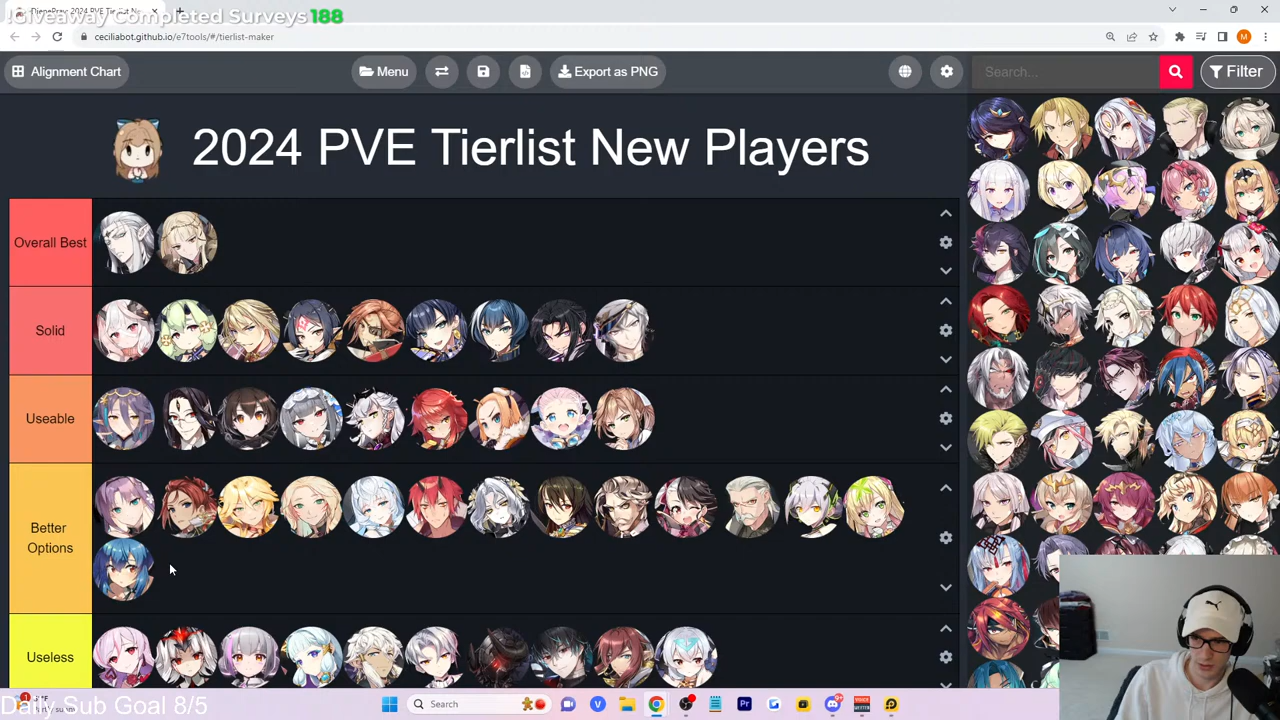 !Giveaway Completed Surveys 188
ceciliabot.github.io/e7tools/#/tierlist-maker
Alignment Chart
Menu
Export as PNG
Search...
Filter
2024 PVE Tierlist New Players
Overall Best
Solid
Useable
Better
Options
Useless
Daily Sub Goal 8/5
Search